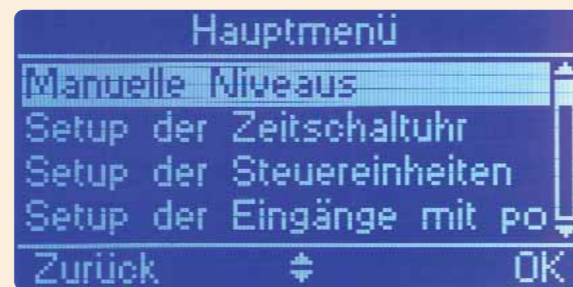 Hauptmenü
Manuelle Niveaus
Setup der Zeitschaltuhr
Setup der Steuereinheiten
Setup der Eingänge mit po
Zurück OK